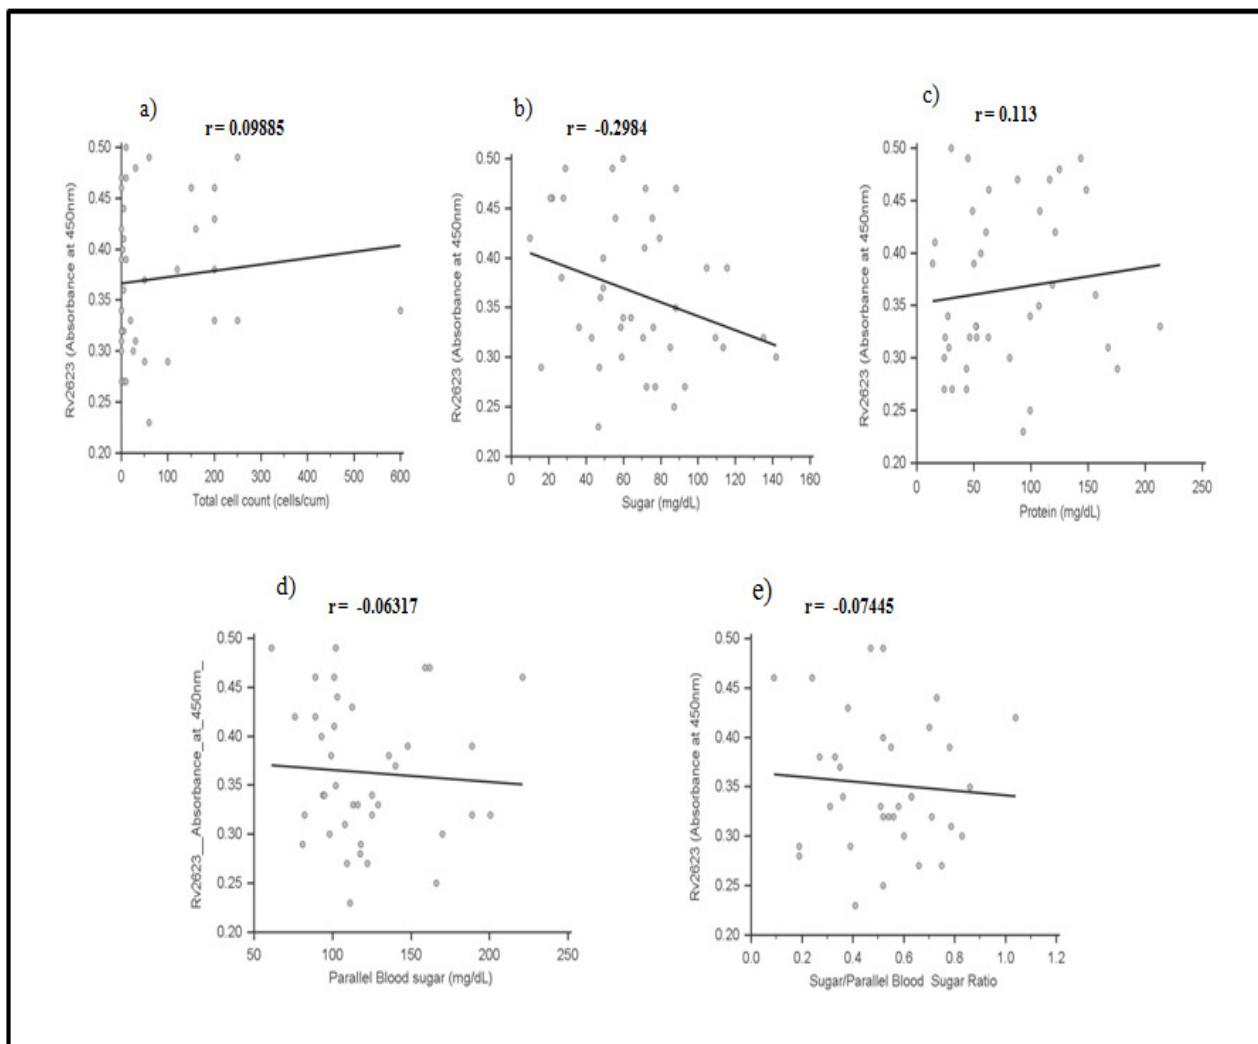 a)
r = 0.09885
Rv2623 (Absorbance at 450nm)
0.50
0.45
0.40
0.35
0.30
0.25
0.20
0 100 200 300 400 500 600
Total cell count (cells/cum)
b)
r = -0.2984
Rv2623 (Absorbance at 450nm)
0.50
0.45
0.40
0.35
0.30
0.25
0.20
0 20 40 60 80 100 120 140 160
Sugar (mg/dL)
c)
r = 0.113
Rv2623 (Absorbance at 450nm)
0.50
0.45
0.40
0.35
0.30
0.25
0.20
0 50 100 150 200 250
Protein (mg/dL)
d)
r = -0.06317
Rv2623__Absorbance_at_450nm_
0.50
0.45
0.40
0.35
0.30
0.25
0.20
50 100 150 200 250
Parallel Blood sugar (mg/dL)
e)
r = -0.07445
Rv2623 (Absorbance at 450nm)
0.50
0.45
0.40
0.35
0.30
0.25
0.20
0.0 0.2 0.4 0.6 0.8 1.0 1.2
Sugar/Parallel Blood Sugar Ratio